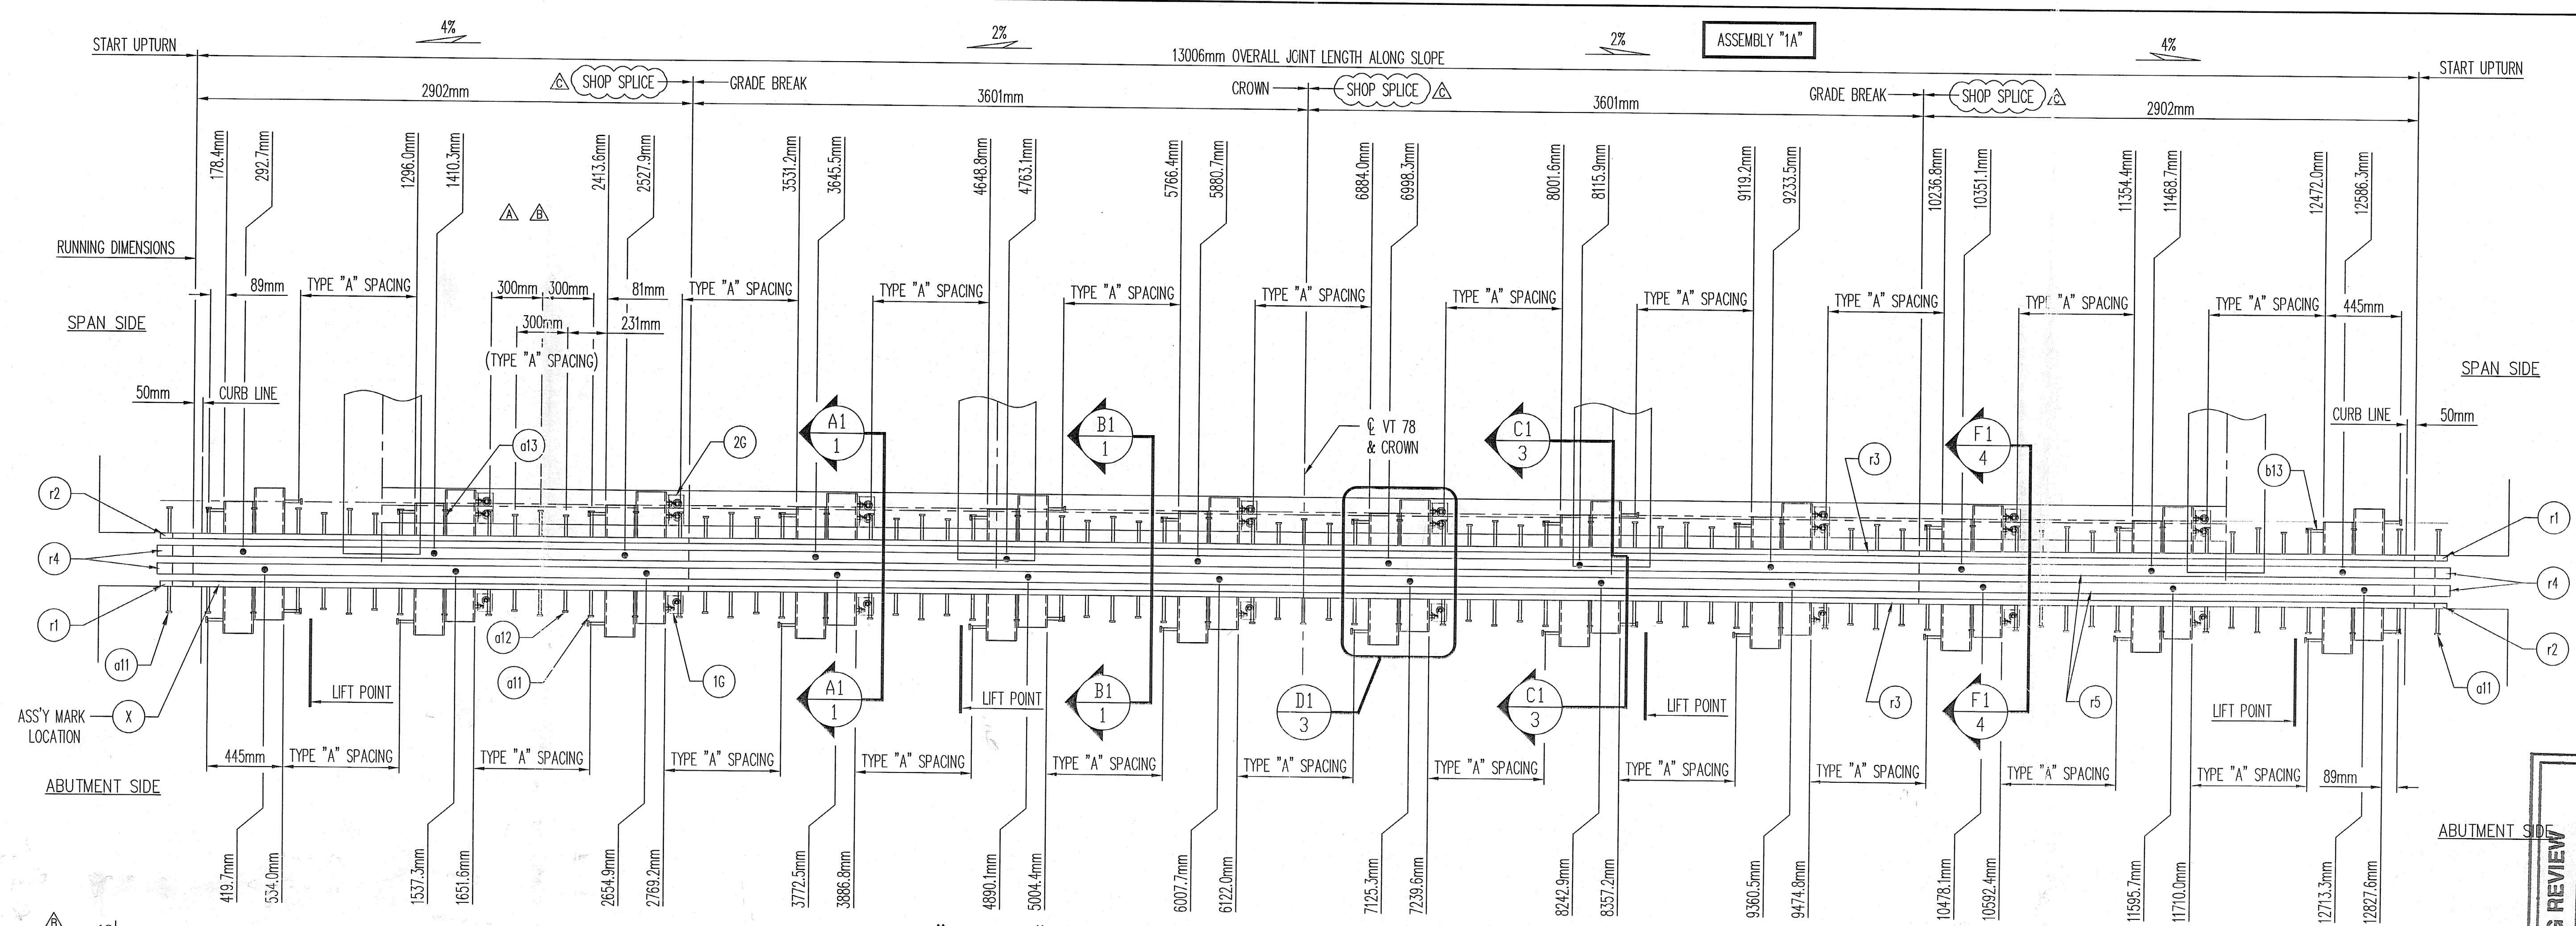 4%
2%
ASSEMBLY "1A"
2%
4%
START UPTURN
13006mm OVERALL JOINT LENGTH ALONG SLOPE
START UPTURN
C SHOP SPLICE
GRADE BREAK
CROWN
SHOP SPLICE C
GRADE BREAK
SHOP SPLICE C
2902mm
3601mm
3601mm
2902mm
178.4mm
292.7mm
1296.0mm
1410.3mm
2413.6mm
2527.9mm
3531.2mm
3645.5mm
4648.8mm
4763.1mm
5766.4mm
5880.7mm
6884.0mm
6998.3mm
8001.6mm
8115.9mm
9119.2mm
9233.5mm
10236.8mm
10351.1mm
11354.4mm
11468.7mm
12472.0mm
12586.3mm
A B
RUNNING DIMENSIONS
89mm
TYPE "A" SPACING
300mm
300mm
81mm
TYPE "A" SPACING
TYPE "A" SPACING
TYPE "A" SPACING
TYPE "A" SPACING
TYPE "A" SPACING
TYPE "A" SPACING
TYPE "A" SPACING
TYPE "A" SPACING
TYPE "A" SPACING
445mm
300mm
231mm
(TYPE "A" SPACING)
SPAN SIDE
SPAN SIDE
50mm
CURB LINE
CURB LINE
50mm
a13
2G
A1
1
B1
1
℄ VT 78
& CROWN
C1
3
F1
4
r3
b13
r2
r1
r4
r4
r1
r2
a11
a12
a11
1G
r3
r5
a11
ASS'Y MARK
LOCATION
X
LIFT POINT
A1
1
LIFT POINT
B1
1
D1
3
C1
3
LIFT POINT
F1
4
LIFT POINT
445mm
TYPE "A" SPACING
TYPE "A" SPACING
TYPE "A" SPACING
TYPE "A" SPACING
TYPE "A" SPACING
TYPE "A" SPACING
TYPE "A" SPACING
TYPE "A" SPACING
TYPE "A" SPACING
TYPE "A" SPACING
TYPE "A" SPACING
89mm
ABUTMENT SIDE
ABUTMENT SIDE
419.7mm
534.0mm
1537.3mm
1651.6mm
2654.9mm
2769.2mm
3772.5mm
3886.8mm
4890.1mm
5004.4mm
6007.7mm
6122.0mm
7125.3mm
7239.6mm
8242.9mm
8357.2mm
9360.5mm
9474.8mm
10478.1mm
10592.4mm
11595.7mm
11710.0mm
12713.3mm
12827.6mm
B
REVIEW